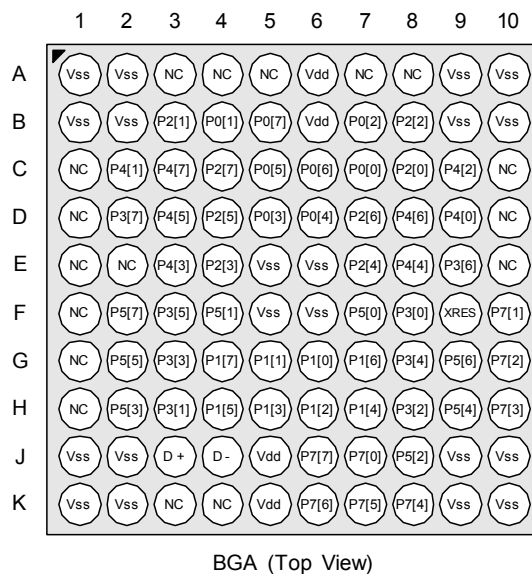 1 2 3 4 5 6 7 8 9 10
A Vss Vss NC NC NC Vdd NC NC Vss Vss
B Vss Vss P2[1] P0[1] P0[7] Vdd P0[2] P2[2] Vss Vss
C NC P4[1] P4[7] P2[7] P0[5] P0[6] P0[0] P2[0] P4[2] NC
D NC P3[7] P4[5] P2[5] P0[3] P0[4] P2[6] P4[6] P4[0] NC
E NC NC P4[3] P2[3] Vss Vss P2[4] P4[4] P3[6] NC
F NC P5[7] P3[5] P5[1] Vss Vss P5[0] P3[0] XRES P7[1]
G NC P5[5] P3[3] P1[7] P1[1] P1[0] P1[6] P3[4] P5[6] P7[2]
H NC P5[3] P3[1] P1[5] P1[3] P1[2] P1[4] P3[2] P5[4] P7[3]
J Vss Vss D + D - Vdd P7[7] P7[0] P5[2] Vss Vss
K Vss Vss NC NC Vdd P7[6] P7[5] P7[4] Vss Vss
BGA (Top View)